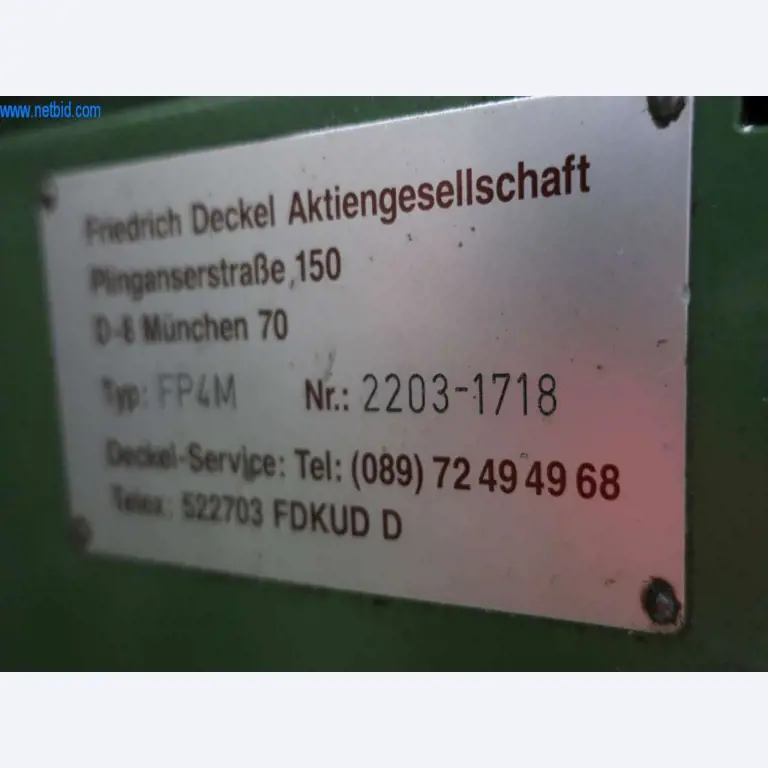 www.netbid.com
Friedrich Deckel Aktiengesellschaft
Plinganserstraße,150
D-8 München 70
Typ: FP4M Nr.: 2203-1718
Deckel-Service: Tel: (089) 72 49 49 68
Telex: 522703 FDKUD D